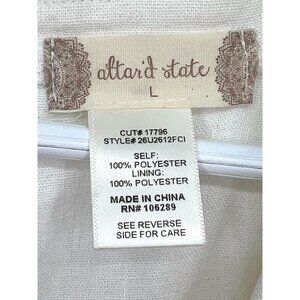 altar'd state
L
CUT# 17796
STYLE# 26U2612FCI
SELF:
100% POLYESTER
LINING:
100% POLYESTER
MADE IN CHINA
RN# 106289
SEE REVERSE
SIDE FOR CARE